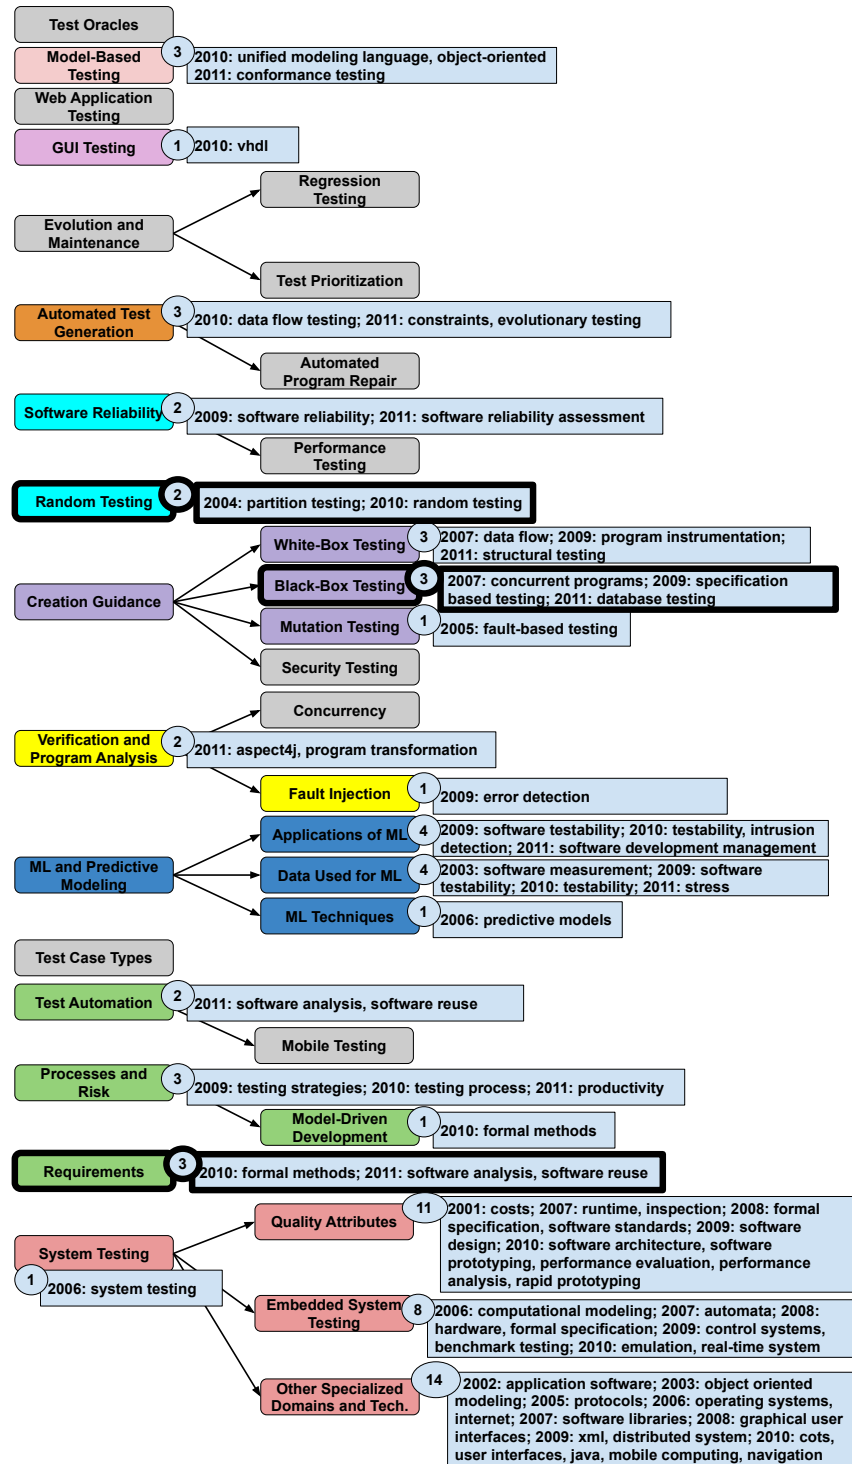 Test Oracles
Model-Based
Testing
3
2010: unified modeling language, object-oriented
2011: conformance testing
Web Application
Testing
GUI Testing
1
2010: vhdl
Regression
Testing
Evolution and
Maintenance
Test Prioritization
Automated Test
Generation
3
2010: data flow testing; 2011: constraints, evolutionary testing
Automated
Program Repair
Software Reliability
2
2009: software reliability; 2011: software reliability assessment
Performance
Testing
Random Testing
2
2004: partition testing; 2010: random testing
White-Box Testing
3
2007: data flow; 2009: program instrumentation;
2011: structural testing
Creation Guidance
Black-Box Testing
3
2007: concurrent programs; 2009: specification
based testing; 2011: database testing
Mutation Testing
1
2005: fault-based testing
Security Testing
Concurrency
Verification and
Program Analysis
2
2011: aspect4j, program transformation
Fault Injection
1
2009: error detection
Applications of ML
4
2009: software testability; 2010: testability, intrusion
detection; 2011: software development management
ML and Predictive
Modeling
Data Used for ML
4
2003: software measurement; 2009: software
testability; 2010: testability; 2011: stress
ML Techniques
1
2006: predictive models
Test Case Types
Test Automation
2
2011: software analysis, software reuse
Mobile Testing
Processes and
Risk
3
2009: testing strategies; 2010: testing process; 2011: productivity
Model-Driven
Development
1
2010: formal methods
Requirements
3
2010: formal methods; 2011: software analysis, software reuse
Quality Attributes
11
2001: costs; 2007: runtime, inspection; 2008: formal
specification, software standards; 2009: software
design; 2010: software architecture, software
prototyping, performance evaluation, performance
analysis, rapid prototyping
System Testing
1
2006: system testing
Embedded System
Testing
8
2006: computational modeling; 2007: automata; 2008:
hardware, formal specification; 2009: control systems,
benchmark testing; 2010: emulation, real-time system
Other Specialized
Domains and Tech.
14
2002: application software; 2003: object oriented
modeling; 2005: protocols; 2006: operating systems,
internet; 2007: software libraries; 2008: graphical user
interfaces; 2009: xml, distributed system; 2010: cots,
user interfaces, java, mobile computing, navigation